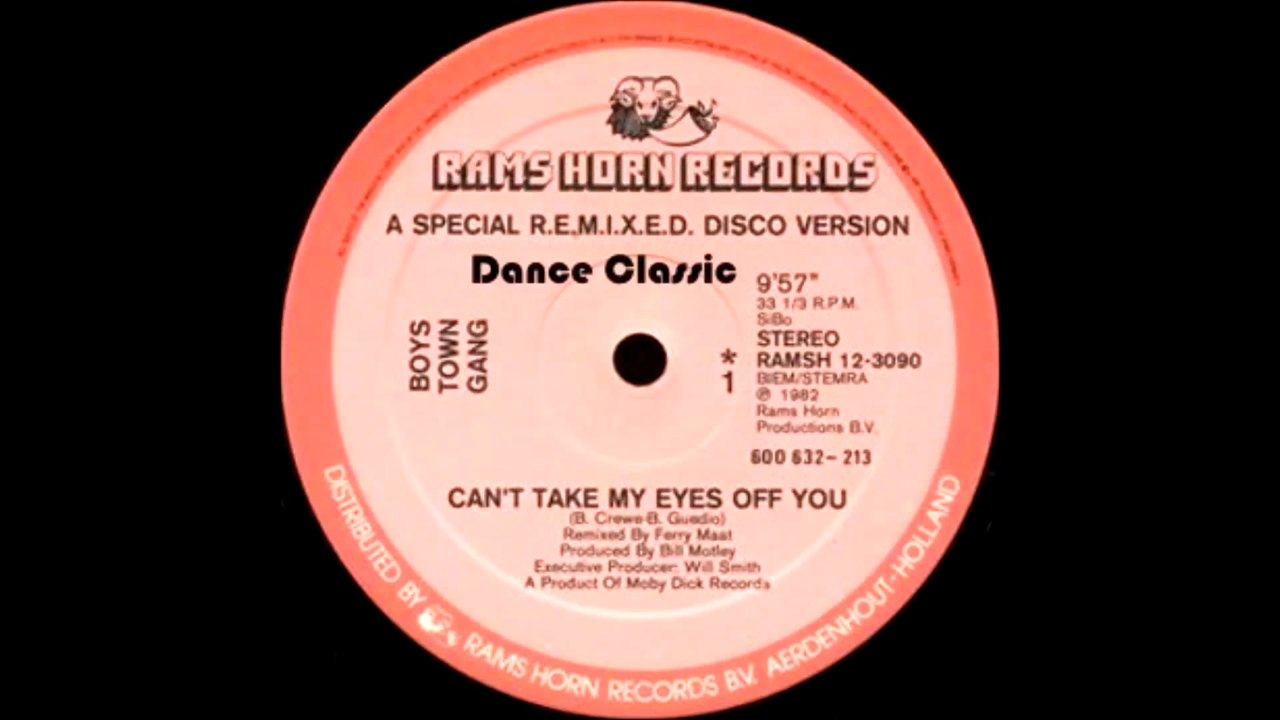 RAMS HORN RECORDS
A SPECIAL R.E.M.I.X.E.D. DISCO VERSION
Dance Classic
9'57"
33 1/3 R.P.M.
SiBo
STEREO
RAMSH 12-3090
BIEM/STEMRA
℗ 1982
Rams Horn
Productions B.V.
600 632-213
*
1
BOYS
TOWN
GANG
CAN'T TAKE MY EYES OFF YOU
(B. Crewe-B. Guadio)
Remixed By Ferry Maat
Produced By Bill Motley
Executive Producer: Will Smith
A Product Of Moby Dick Records
DISTRIBUTED BY RAMS HORN RECORDS B.V. AERDENHOUT-HOLLAND